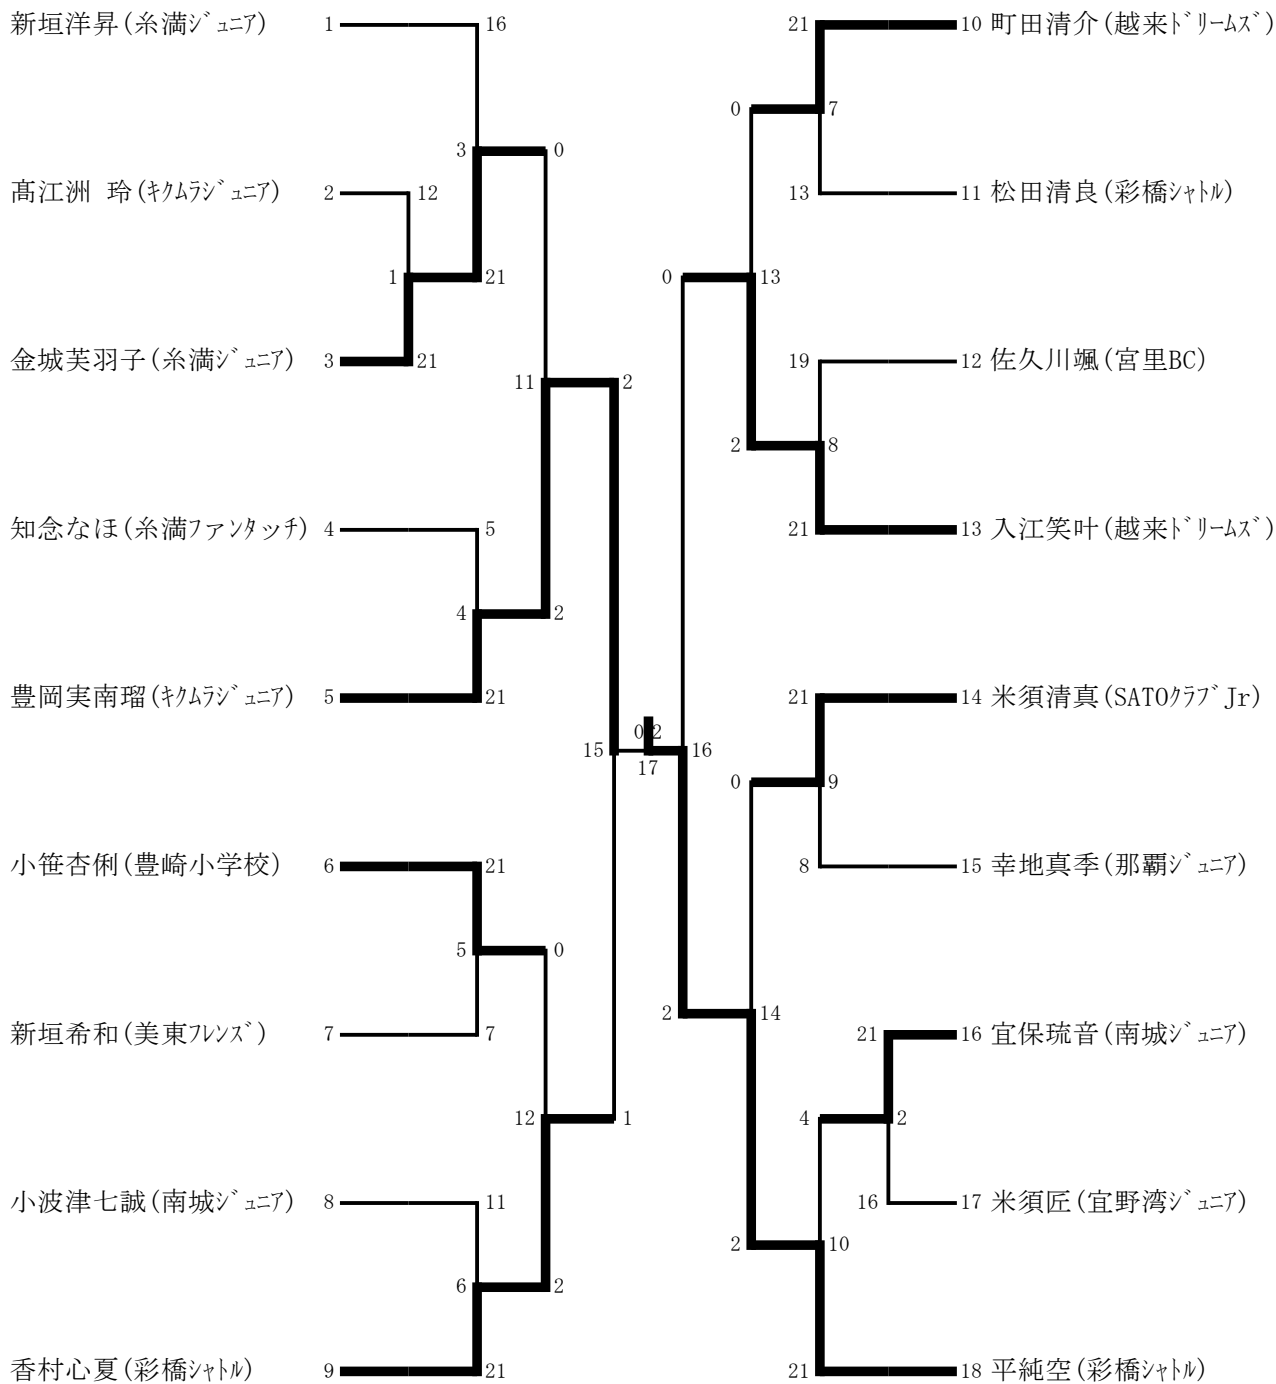 新垣洋昇(糸満ｼﾞｭﾆｱ) 1 16 21 10 町田清介(越来ﾄﾞﾘｰﾑｽﾞ)
0 7
3 0
髙江洲 玲(ｷｸﾑﾗｼﾞｭﾆｱ) 2 12 13 11 松田清良(彩橋ｼｬﾄﾙ)
1 21 0 13
金城芙羽子(糸満ｼﾞｭﾆｱ) 3 21 19 12 佐久川颯(宮里BC)
11 2
2 8
知念なほ(糸満ﾌｧﾝﾀｯﾁ) 4 5 21 13 入江笑叶(越来ﾄﾞﾘｰﾑｽﾞ)
4 2
豊岡実南瑠(ｷｸﾑﾗｼﾞｭﾆｱ) 5 21 21 14 米須清真(SATOｸﾗﾌﾞJr)
0 2
15 17 16
0 9
小笹杏俐(豊崎小学校) 6 21 8 15 幸地真季(那覇ｼﾞｭﾆｱ)
5 0
2 14
新垣希和(美東ﾌﾚﾝｽﾞ) 7 7 21 16 宜保琉音(南城ｼﾞｭﾆｱ)
12 1 4 2
小波津七誠(南城ｼﾞｭﾆｱ) 8 11 16 17 米須匠(宜野湾ｼﾞｭﾆｱ)
2 10
6 2
香村心夏(彩橋ｼｬﾄﾙ) 9 21 21 18 平純空(彩橋ｼｬﾄﾙ)